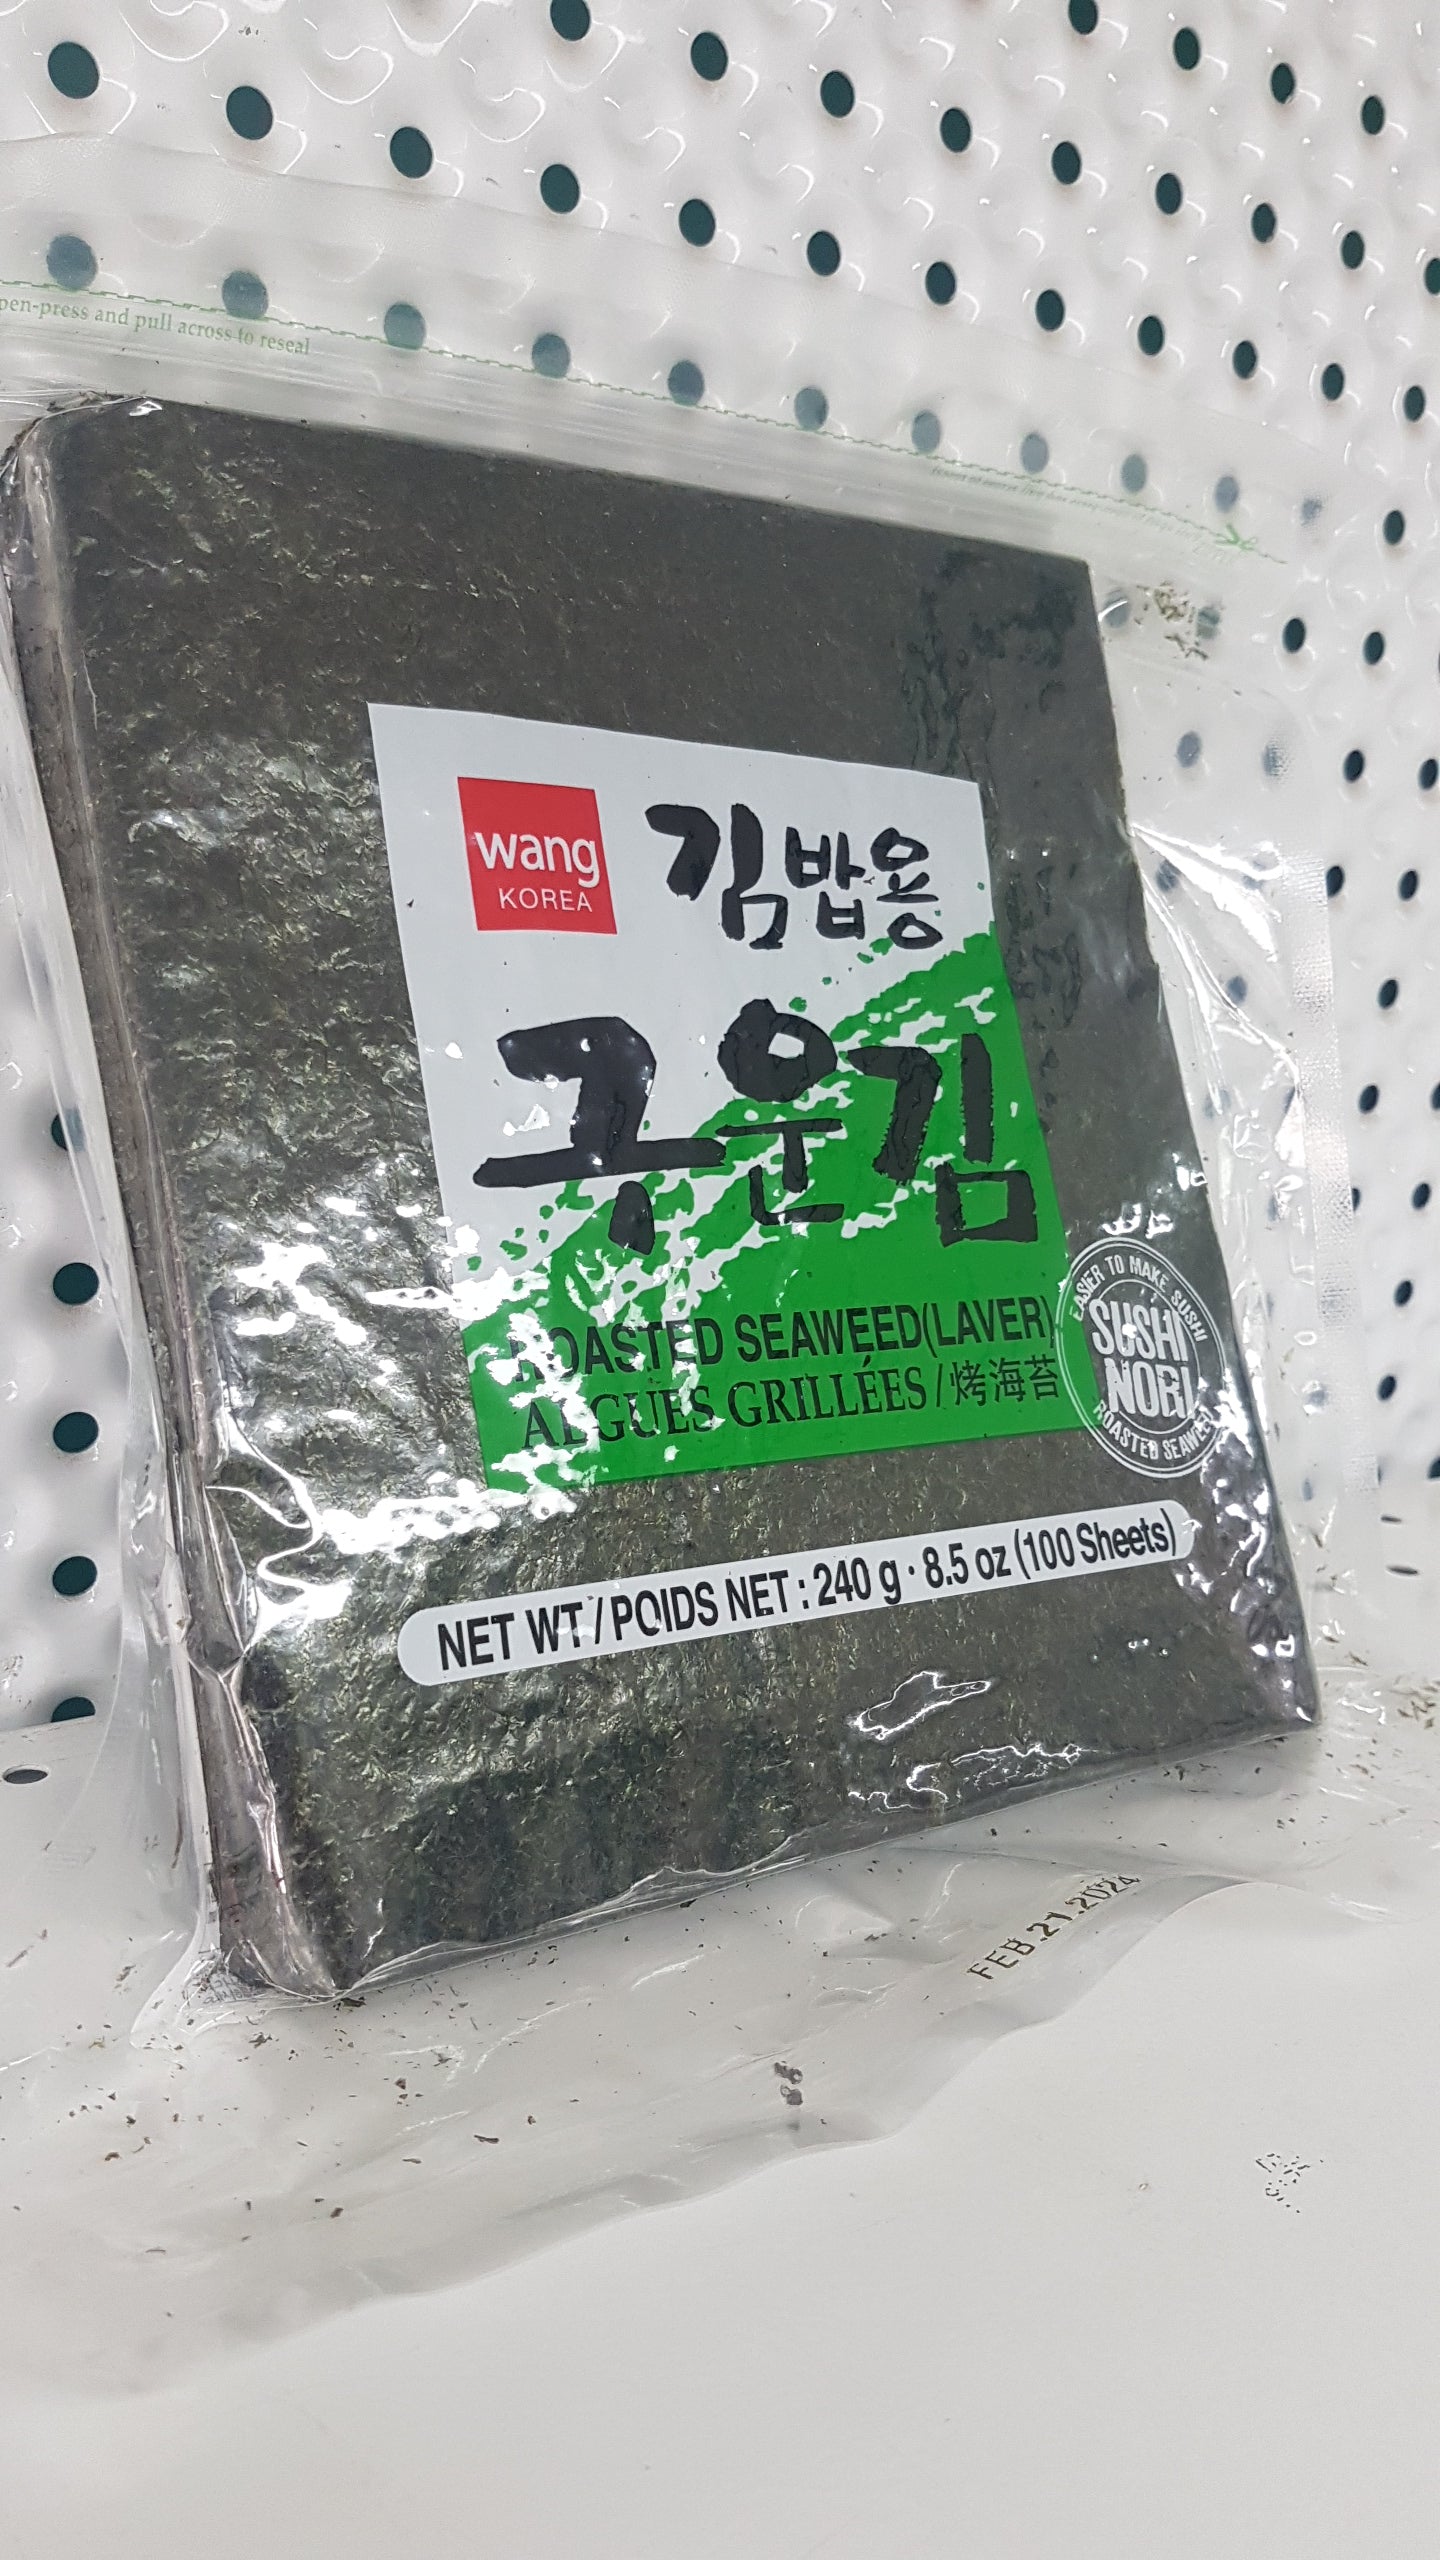 pen-press and pull across to reseal
wang
KOREA
김밥용
구운김
ROASTED SEAWEED(LAVER)
ALGUES GRILLÉES / 烤海苔
EASIER TO MAKE SUSHI
SUSHI
NORI
ROASTED SEAWEED
NET WT / POIDS NET : 240 g · 8.5 oz (100 Sheets)
FEB.21.2024